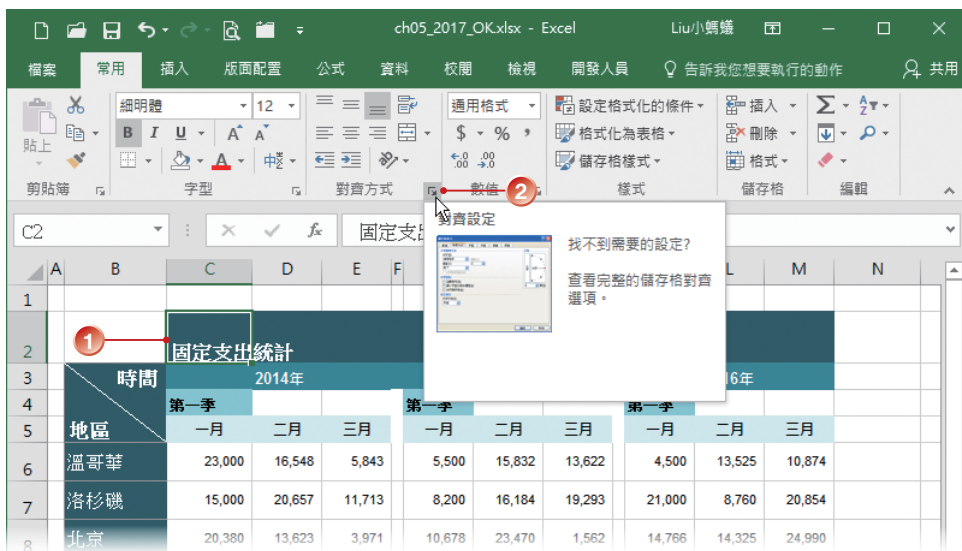 ch05_2017_OK.xlsx - Excel Liu小螞蟻
檔案 常用 插入 版面配置 公式 資料 校閱 檢視 開發人員 告訴我您想要執行的動作 共用
貼上 細明體 12 通用格式 設定格式化的條件 插入
B I U A A $ % , 格式化為表格 刪除
A 中 .00 .00 儲存格樣式 格式
剪貼簿 字型 對齊方式 數值 樣式 儲存格 編輯
2
C2 fx 固定支出
對齊設定
找不到需要的設定?
查看完整的儲存格對齊
選項。
A B C D E F L M N
1
1
2 固定支出統計
3 時間 2014年 16年
4 第一季 第一季 第一季
5 地區 一月 二月 三月 一月 二月 三月 一月 二月 三月
6 溫哥華 23,000 16,548 5,843 5,500 15,832 13,622 4,500 13,525 10,874
7 洛杉磯 15,000 20,657 11,713 8,200 16,184 19,293 21,000 8,760 20,854
8 北京 20,380 13,623 3,971 10,678 23,470 1,562 14,766 14,325 24,990